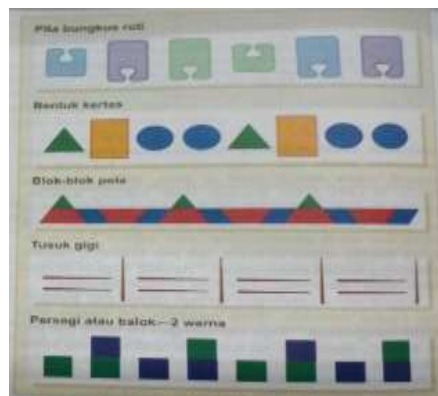 Pita bungkus roti
Bentuk kertas
Blok-blok pola
Tusuk gigi
Persegi atau balok—2 warna